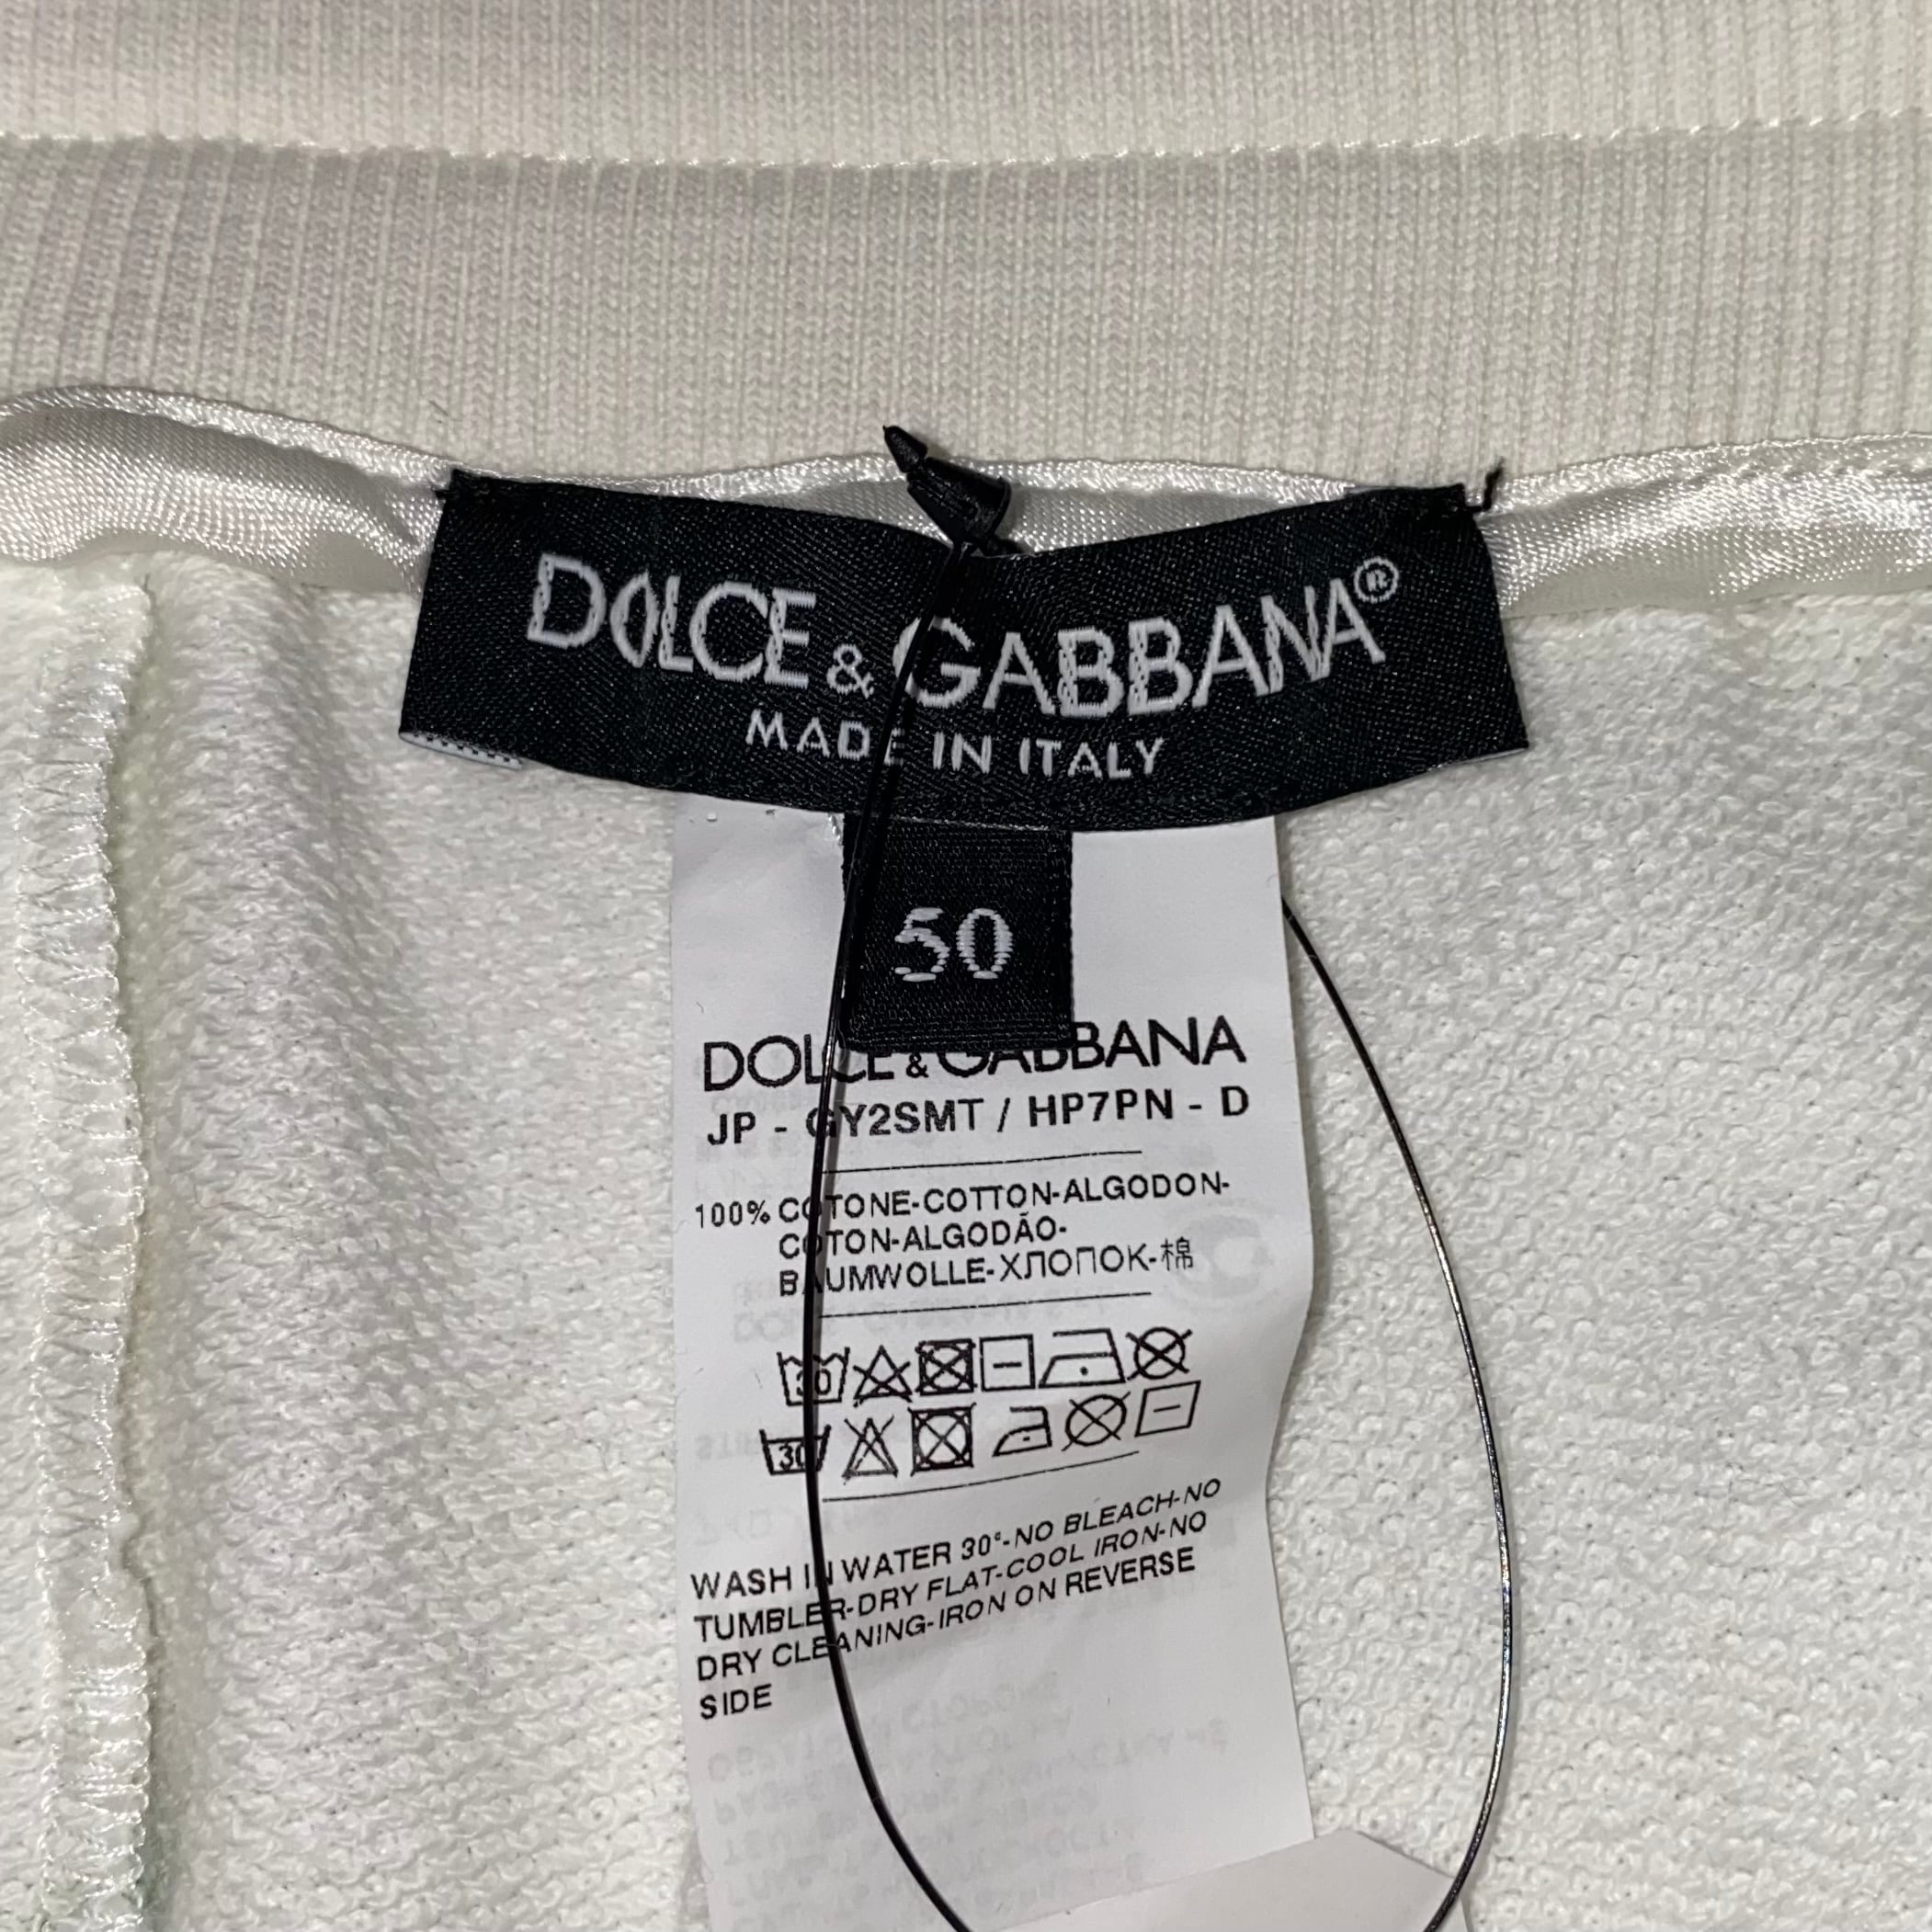 DOLCE & GABBANA®
MADE IN ITALY
50
DOLCE & GABBANA
JP - GY2SMT / HP7PN - D
100% COTONE-COTTON-ALGODON-
COTON-ALGODÃO-
BAUMWOLLE-ХЛОПОК-棉
30
30
WASH IN WATER 30°-NO BLEACH-NO
TUMBLER-DRY FLAT-COOL IRON-NO
DRY CLEANING-IRON ON REVERSE
SIDE